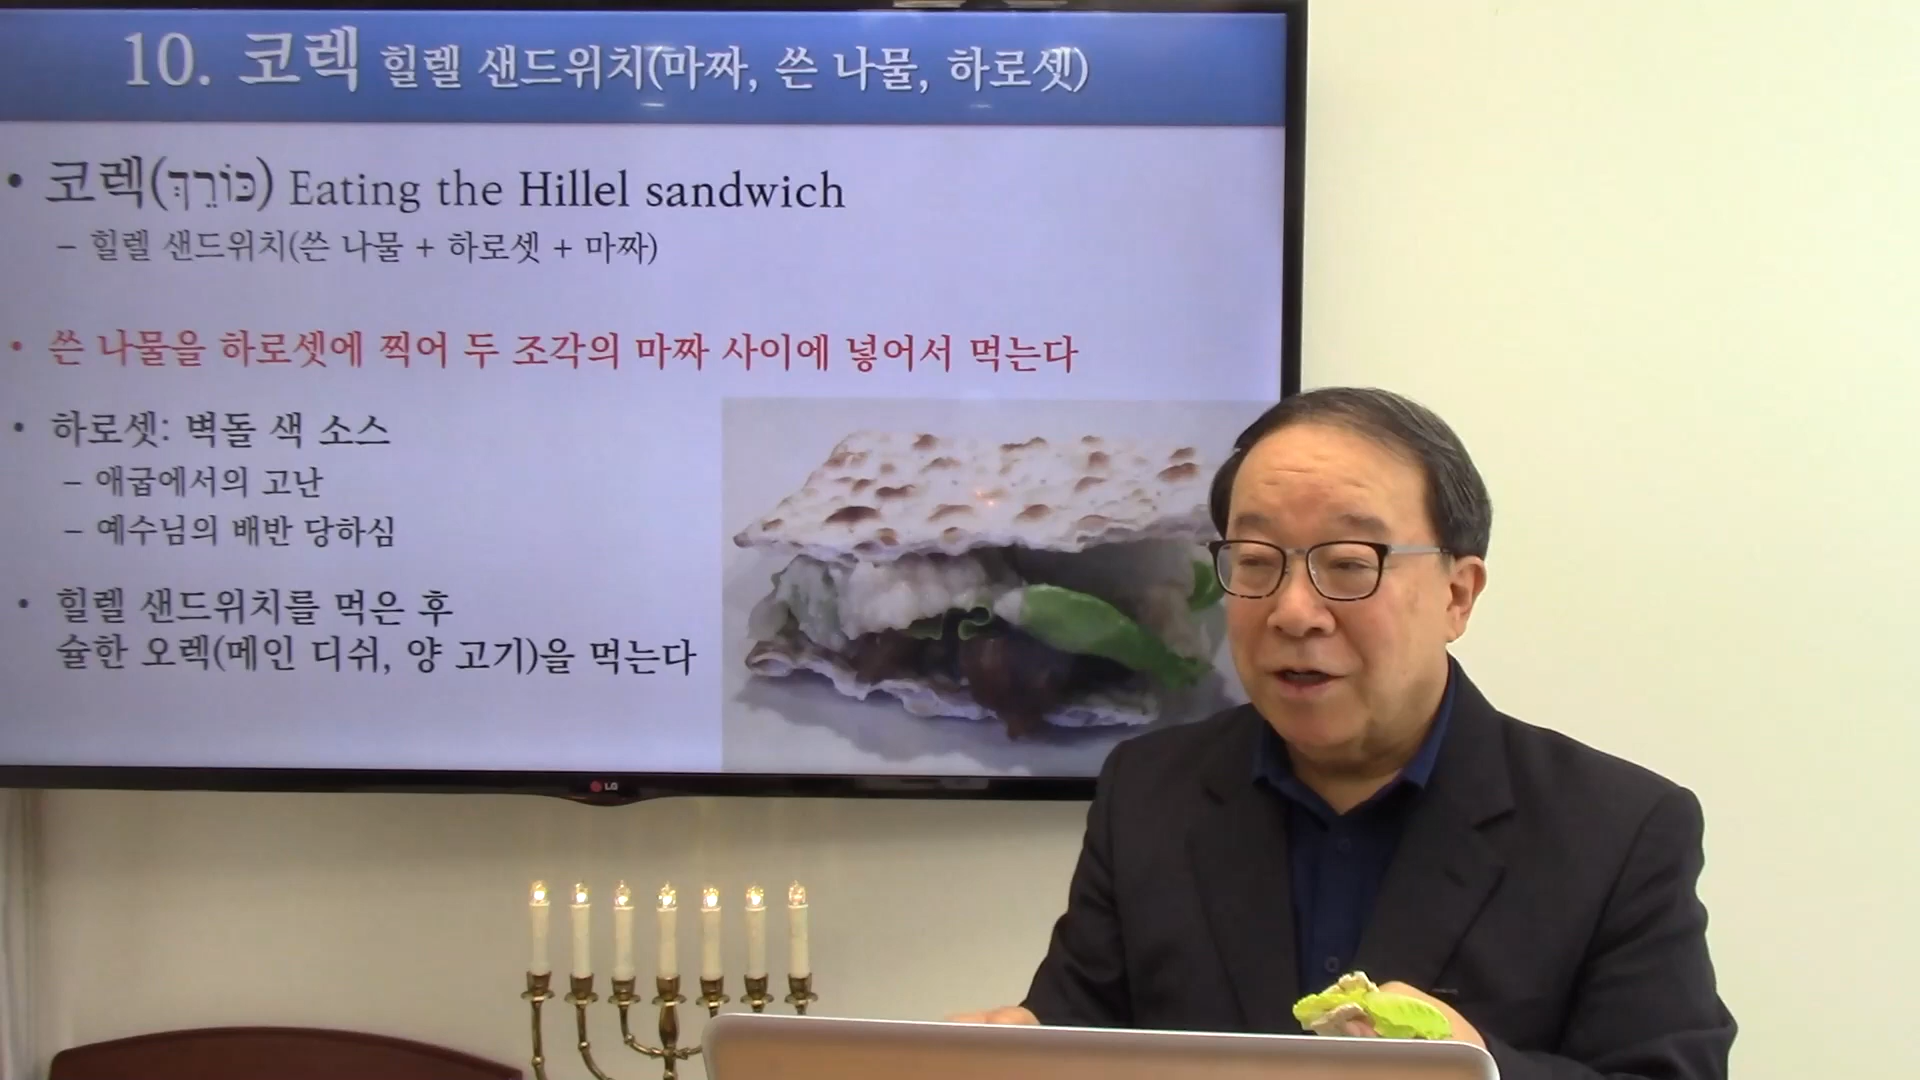 10. 코렉 힐렐 샌드위치(마짜, 쓴 나물, 하로셋)
• 코렉(כּוֹרֵךְ) Eating the Hillel sandwich
– 힐렐 샌드위치(쓴 나물 + 하로셋 + 마짜)
• 쓴 나물을 하로셋에 찍어 두 조각의 마짜 사이에 넣어서 먹는다
• 하로셋: 벽돌 색 소스
– 애굽에서의 고난
– 예수님의 배반 당하심
• 힐렐 샌드위치를 먹은 후
슐한 오렉(메인 디쉬, 양 고기)을 먹는다
LG